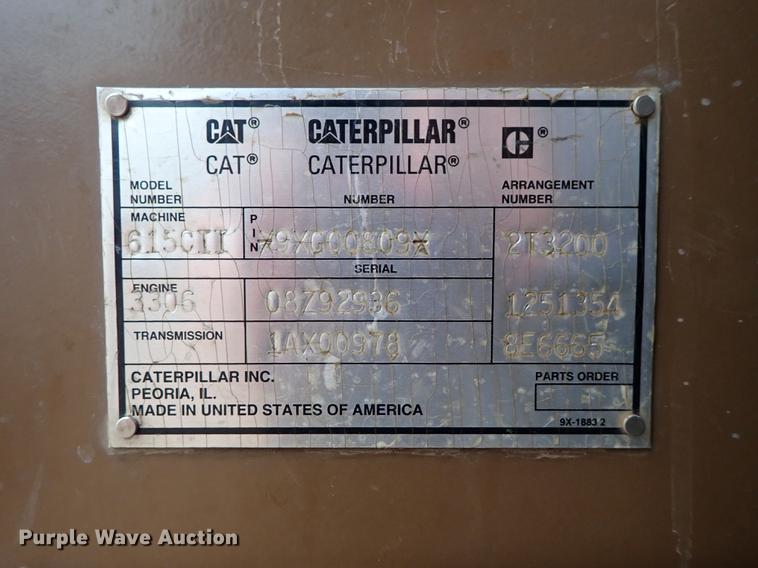 CAT® CATERPILLAR® C®
CAT® CATERPILLAR®
MODEL NUMBER NUMBER ARRANGEMENT NUMBER
MACHINE PIN
615CII *9XG00809* 2T3200
SERIAL
ENGINE
3306 08Z92936 1251354
TRANSMISSION 1AX00978 8E6665
CATERPILLAR INC. PARTS ORDER
PEORIA, IL.
MADE IN UNITED STATES OF AMERICA
9X-1883 2
Purple Wave Auction